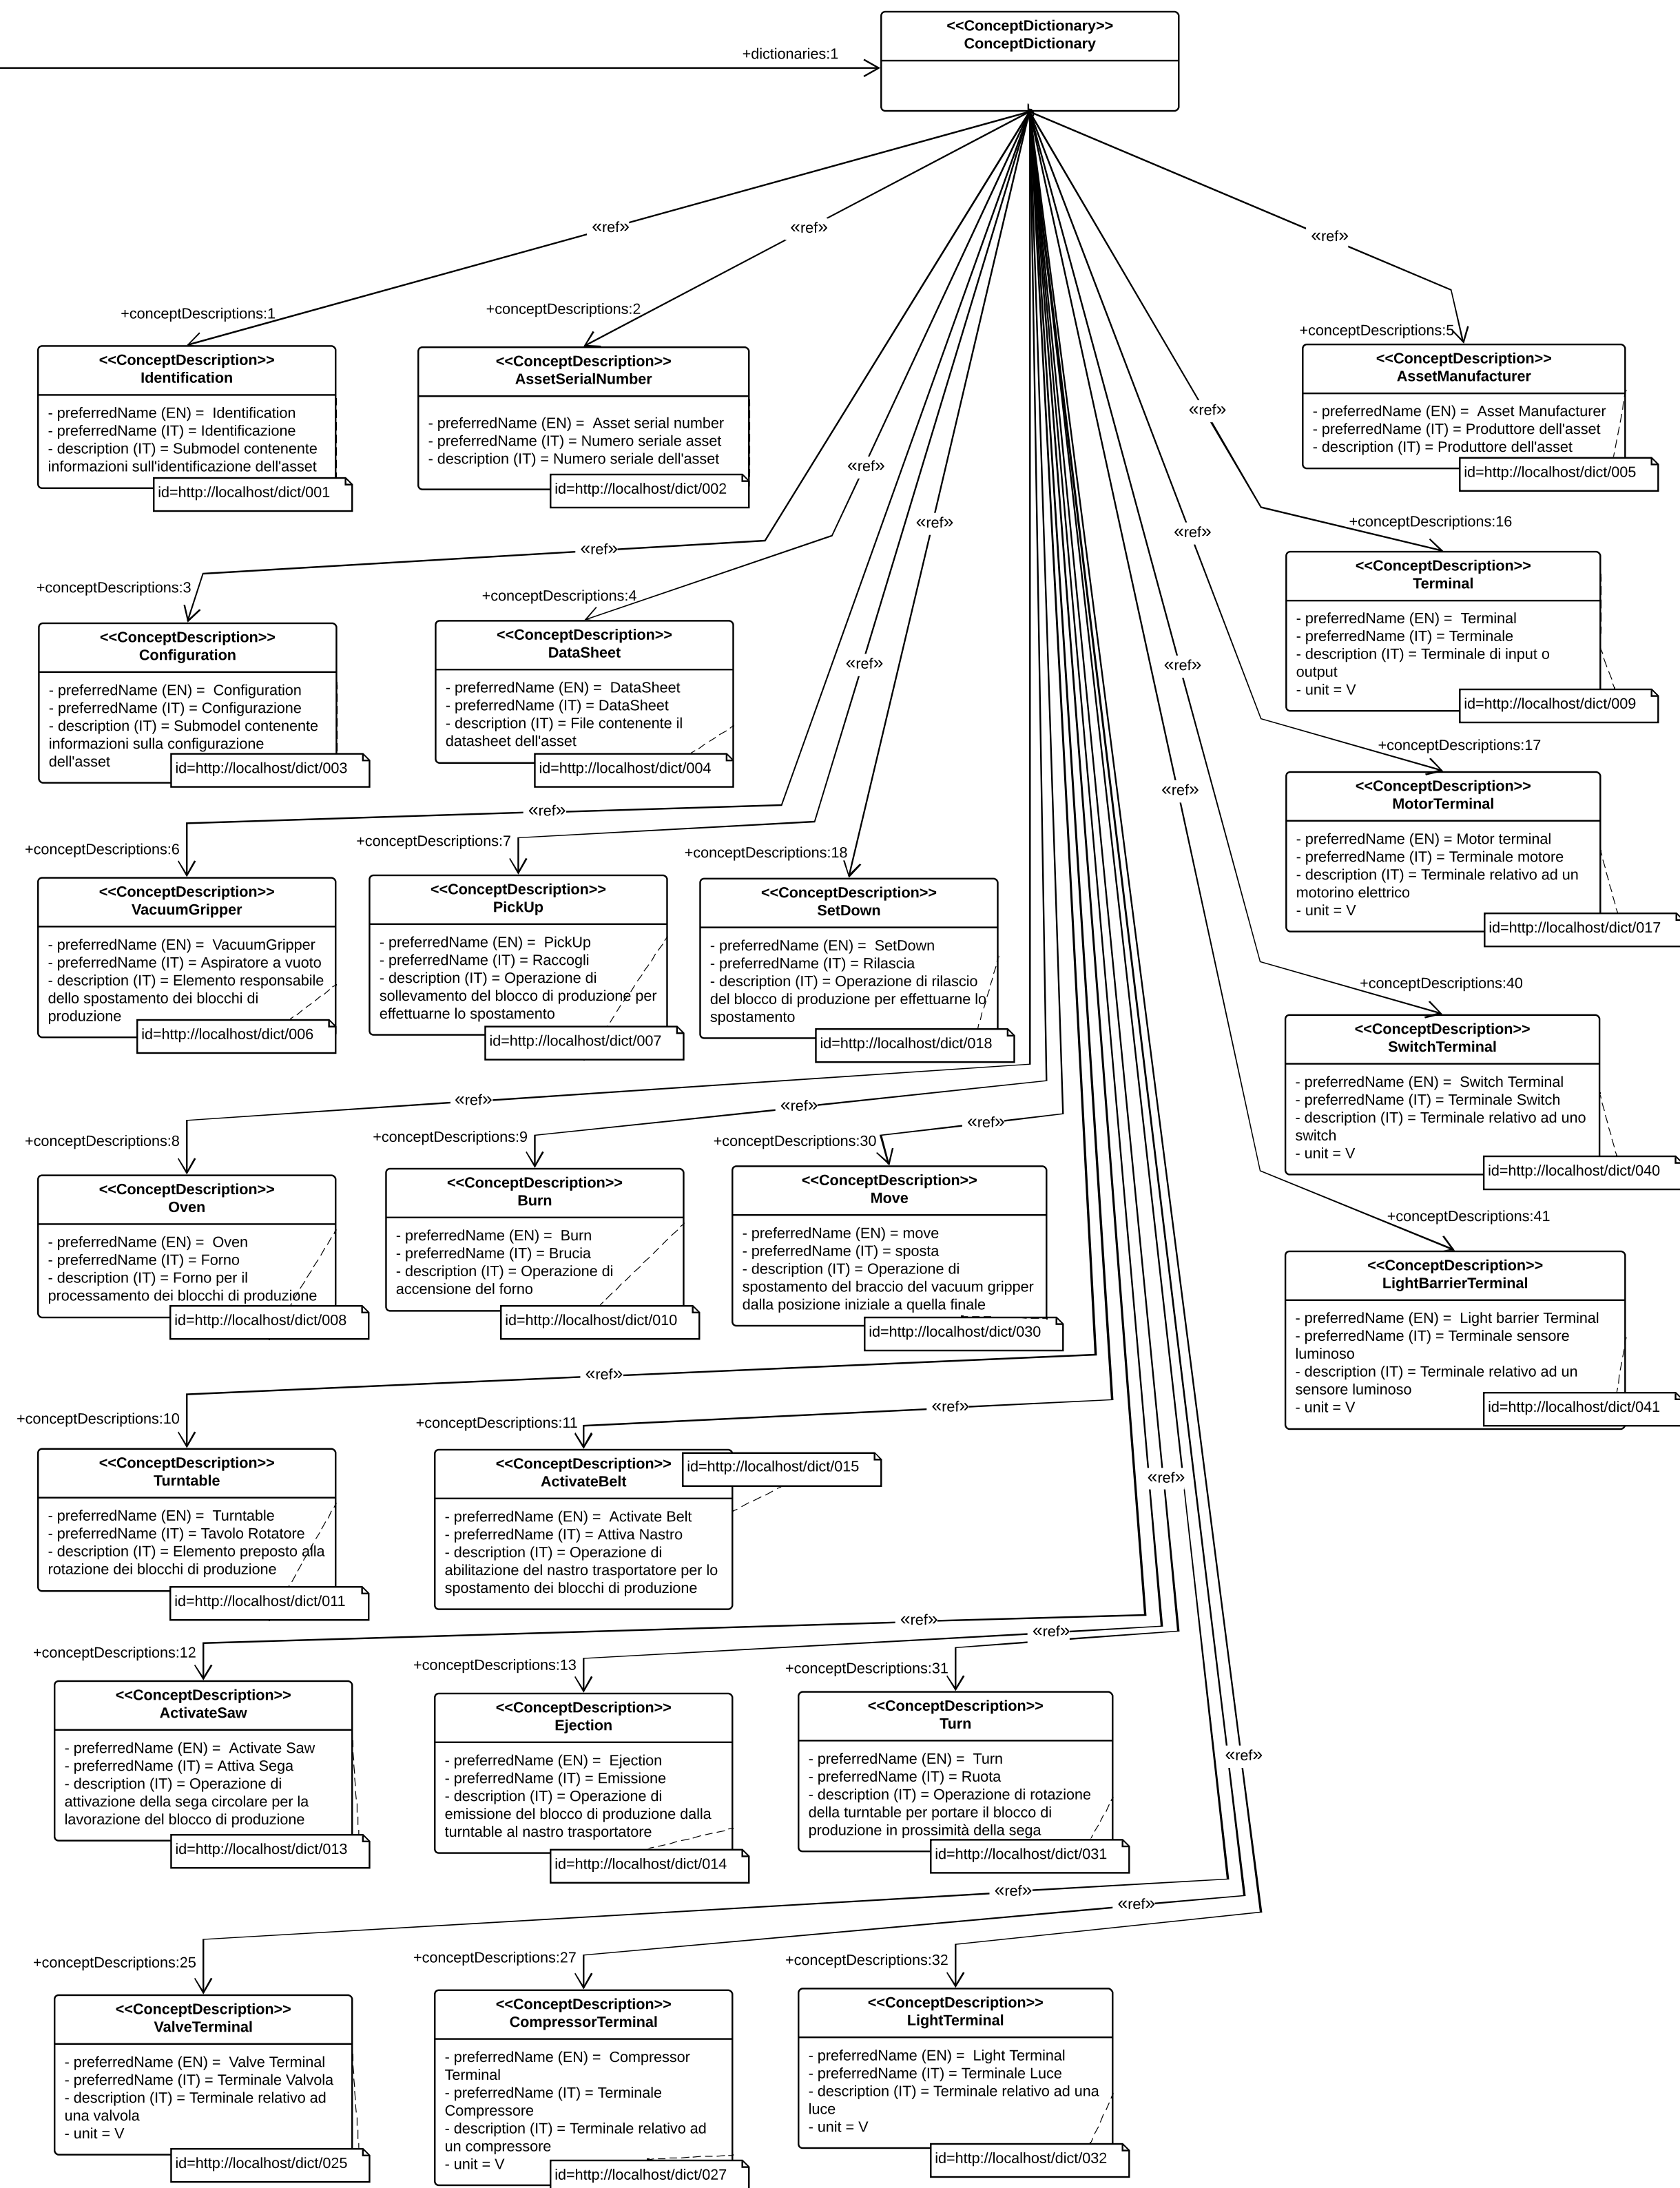 <<ConceptDictionary>>
ConceptDictionary
+dictionaries:1
«ref»
«ref»
«ref»
+conceptDescriptions:1
<<ConceptDescription>>
Identification
- preferredName (EN) =  Identification
- preferredName (IT) = Identificazione
- description (IT) = Submodel contenente
informazioni sull'identificazione dell'asset
id=http://localhost/dict/001
+conceptDescriptions:2
<<ConceptDescription>>
AssetSerialNumber
- preferredName (EN) =  Asset serial number
- preferredName (IT) = Numero seriale asset
- description (IT) = Numero seriale dell'asset
id=http://localhost/dict/002
+conceptDescriptions:5
<<ConceptDescription>>
AssetManufacturer
- preferredName (EN) =  Asset Manufacturer
- preferredName (IT) = Produttore dell'asset
- description (IT) = Produttore dell'asset
id=http://localhost/dict/005
«ref»
«ref»
«ref»
«ref»
«ref»
+conceptDescriptions:3
<<ConceptDescription>>
Configuration
- preferredName (EN) =  Configuration
- preferredName (IT) = Configurazione
- description (IT) = Submodel contenente
informazioni sulla configurazione
dell'asset
id=http://localhost/dict/003
+conceptDescriptions:4
<<ConceptDescription>>
DataSheet
- preferredName (EN) =  DataSheet
- preferredName (IT) = DataSheet
- description (IT) = File contenente il
datasheet dell'asset
id=http://localhost/dict/004
+conceptDescriptions:16
<<ConceptDescription>>
Terminal
- preferredName (EN) =  Terminal
- preferredName (IT) = Terminale
- description (IT) = Terminale di input o
output
- unit = V
id=http://localhost/dict/009
«ref»
«ref»
«ref»
«ref»
+conceptDescriptions:17
<<ConceptDescription>>
MotorTerminal
- preferredName (EN) = Motor terminal
- preferredName (IT) = Terminale motore
- description (IT) = Terminale relativo ad un
motorino elettrico
- unit = V
id=http://localhost/dict/017
+conceptDescriptions:6
<<ConceptDescription>>
VacuumGripper
- preferredName (EN) =  VacuumGripper
- preferredName (IT) = Aspiratore a vuoto
- description (IT) = Elemento responsabile
dello spostamento dei blocchi di
produzione
id=http://localhost/dict/006
+conceptDescriptions:7
<<ConceptDescription>>
PickUp
- preferredName (EN) =  PickUp
- preferredName (IT) = Raccogli
- description (IT) = Operazione di
sollevamento del blocco di produzione per
effettuarne lo spostamento
id=http://localhost/dict/007
+conceptDescriptions:18
<<ConceptDescription>>
SetDown
- preferredName (EN) =  SetDown
- preferredName (IT) = Rilascia
- description (IT) = Operazione di rilascio
del blocco di produzione per effettuarne lo
spostamento
id=http://localhost/dict/018
+conceptDescriptions:40
<<ConceptDescription>>
SwitchTerminal
- preferredName (EN) =  Switch Terminal
- preferredName (IT) = Terminale Switch
- description (IT) = Terminale relativo ad uno
switch
- unit = V
id=http://localhost/dict/040
«ref»
«ref»
«ref»
+conceptDescriptions:8
<<ConceptDescription>>
Oven
- preferredName (EN) =  Oven
- preferredName (IT) = Forno
- description (IT) = Forno per il
processamento dei blocchi di produzione
id=http://localhost/dict/008
+conceptDescriptions:9
<<ConceptDescription>>
Burn
- preferredName (EN) =  Burn
- preferredName (IT) = Brucia
- description (IT) = Operazione di
accensione del forno
id=http://localhost/dict/010
+conceptDescriptions:30
<<ConceptDescription>>
Move
- preferredName (EN) = move
- preferredName (IT) = sposta
- description (IT) = Operazione di
spostamento del braccio del vacuum gripper
dalla posizione iniziale a quella finale
id=http://localhost/dict/030
+conceptDescriptions:41
<<ConceptDescription>>
LightBarrierTerminal
- preferredName (EN) =  Light barrier Terminal
- preferredName (IT) = Terminale sensore
luminoso
- description (IT) = Terminale relativo ad un
sensore luminoso
- unit = V
id=http://localhost/dict/041
«ref»
«ref»
«ref»
+conceptDescriptions:10
<<ConceptDescription>>
Turntable
- preferredName (EN) =  Turntable
- preferredName (IT) = Tavolo Rotatore
- description (IT) = Elemento preposto alla
rotazione dei blocchi di produzione
id=http://localhost/dict/011
+conceptDescriptions:11
<<ConceptDescription>>
ActivateBelt
id=http://localhost/dict/015
- preferredName (EN) =  Activate Belt
- preferredName (IT) = Attiva Nastro
- description (IT) = Operazione di
abilitazione del nastro trasportatore per lo
spostamento dei blocchi di produzione
«ref»
«ref»
+conceptDescriptions:12
<<ConceptDescription>>
ActivateSaw
- preferredName (EN) =  Activate Saw
- preferredName (IT) = Attiva Sega
- description (IT) = Operazione di
attivazione della sega circolare per la
lavorazione del blocco di produzione
id=http://localhost/dict/013
+conceptDescriptions:13
<<ConceptDescription>>
Ejection
- preferredName (EN) =  Ejection
- preferredName (IT) = Emissione
- description (IT) = Operazione di
emissione del blocco di produzione dalla
turntable al nastro trasportatore
id=http://localhost/dict/014
+conceptDescriptions:31
<<ConceptDescription>>
Turn
- preferredName (EN) =  Turn
- preferredName (IT) = Ruota
- description (IT) = Operazione di rotazione
della turntable per portare il blocco di
produzione in prossimità della sega
id=http://localhost/dict/031
«ref»
«ref»
«ref»
+conceptDescriptions:25
<<ConceptDescription>>
ValveTerminal
- preferredName (EN) =  Valve Terminal
- preferredName (IT) = Terminale Valvola
- description (IT) = Terminale relativo ad
una valvola
- unit = V
id=http://localhost/dict/025
+conceptDescriptions:27
<<ConceptDescription>>
CompressorTerminal
- preferredName (EN) =  Compressor
Terminal
- preferredName (IT) = Terminale
Compressore
- description (IT) = Terminale relativo ad
un compressore
- unit = V
id=http://localhost/dict/027
+conceptDescriptions:32
<<ConceptDescription>>
LightTerminal
- preferredName (EN) =  Light Terminal
- preferredName (IT) = Terminale Luce
- description (IT) = Terminale relativo ad una
luce
- unit = V
id=http://localhost/dict/032